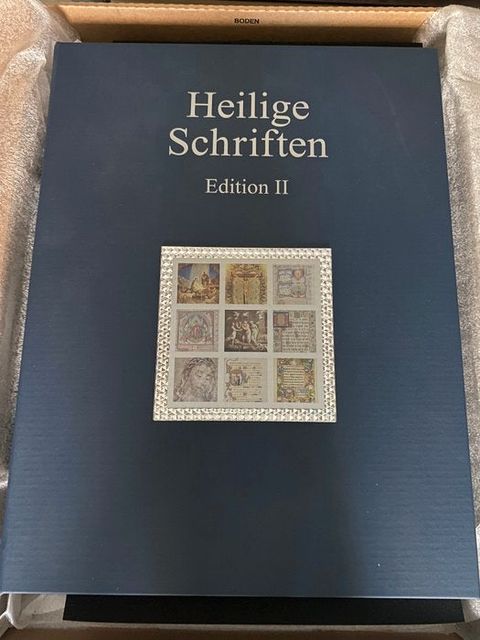 BODEN
Heilige
Schriften
Edition II